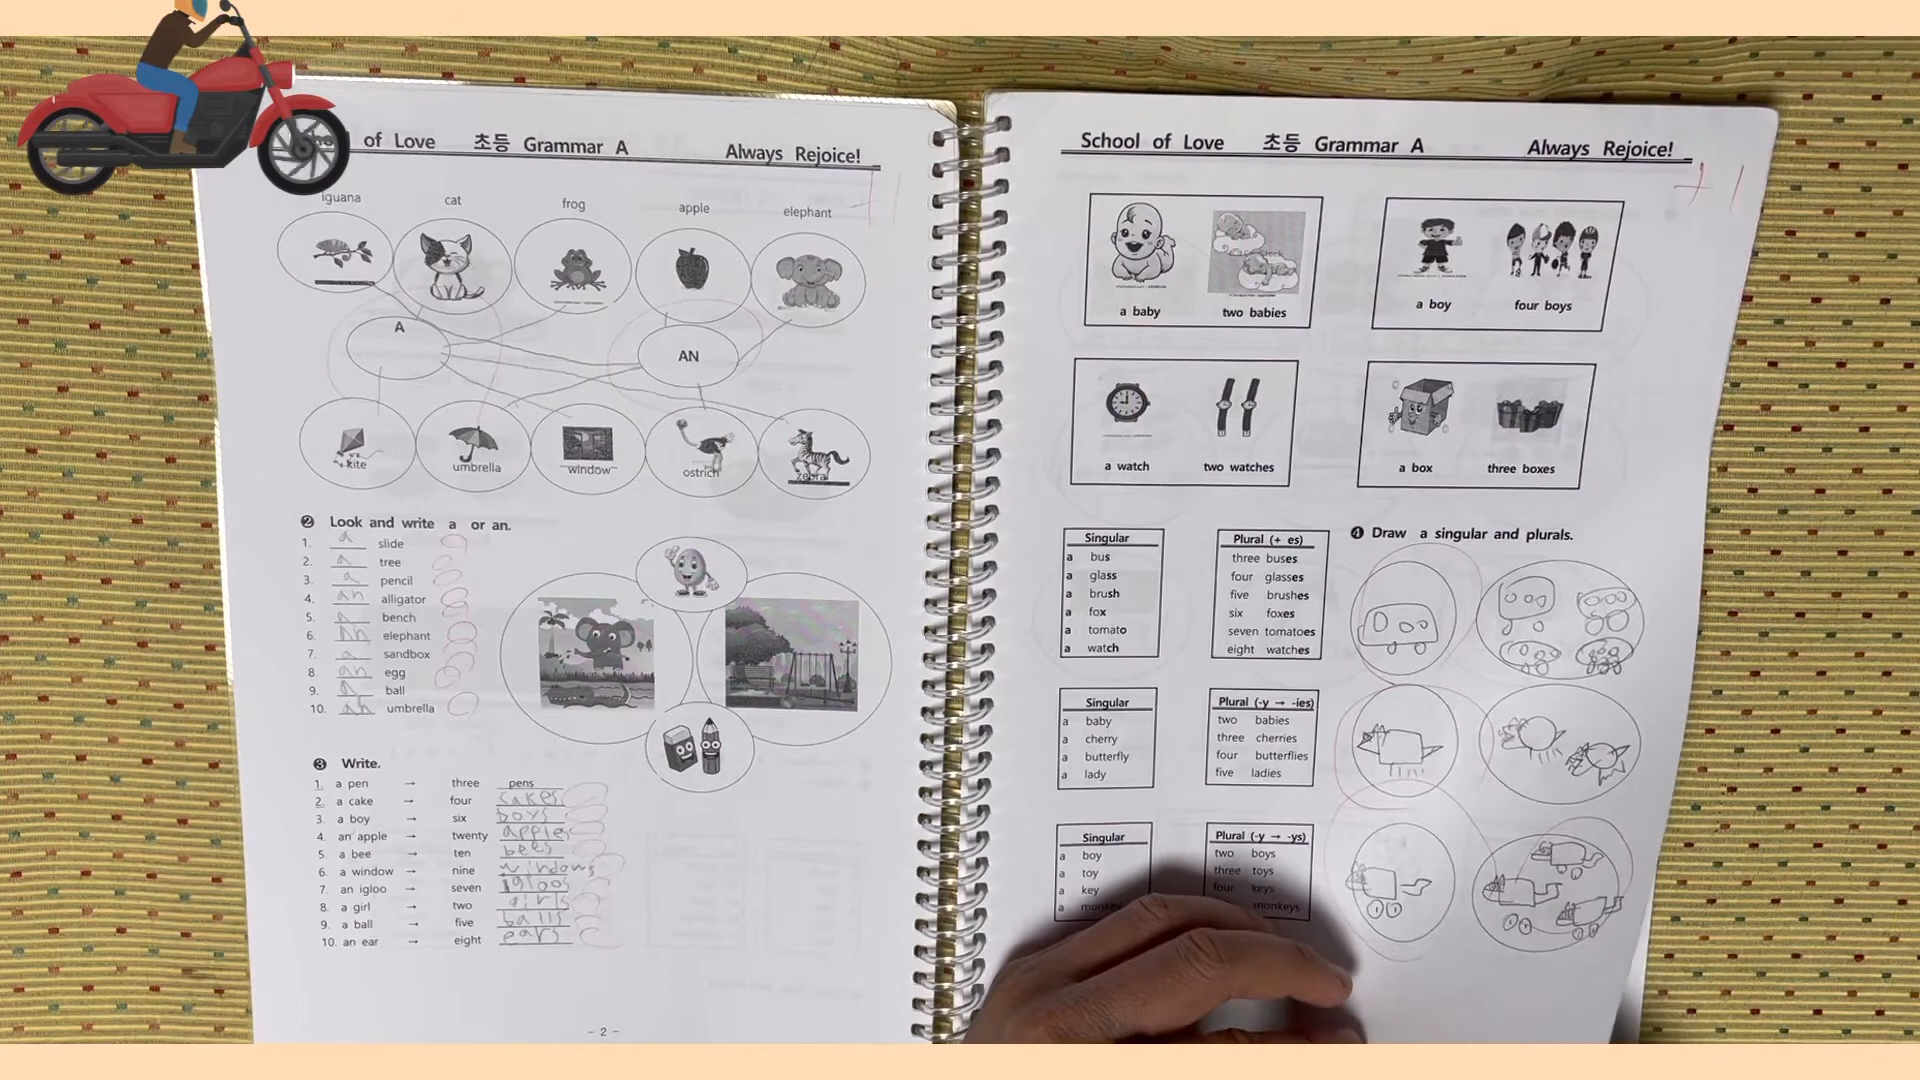 of Love 초등 Grammar A Always Rejoice!
iguana cat frog apple elephant
A
AN
kite umbrella window ostrich zebra
❷ Look and write a or an.
1. a slide
2. a tree
3. a pencil
4. an alligator
5. a bench
6. An elephant
7. a sandbox
8. an egg
9. a ball
10. an umbrella
❸ Write.
1. a pen → three pens
2. a cake → four cakes
3. a boy → six boys
4. an apple → twenty apples
5. a bee → ten bees
6. a window → nine windows
7. an igloo → seven igloos
8. a girl → two girls
9. a ball → five balls
10. an ear → eight ears
- 2 -
School of Love 초등 Grammar A Always Rejoice!
+1
a baby two babies
a boy four boys
a watch two watches
a box three boxes
Singular
a bus
a glass
a brush
a fox
a tomato
a watch
Plural (+ es)
three buses
four glasses
five brushes
six foxes
seven tomatoes
eight watches
❹ Draw a singular and plurals.
Singular
a baby
a cherry
a butterfly
a lady
Plural (-y → -ies)
two babies
three cherries
four butterflies
five ladies
Singular
a boy
a toy
a key
a monkey
Plural (-y → -ys)
two boys
three toys
four keys
monkeys